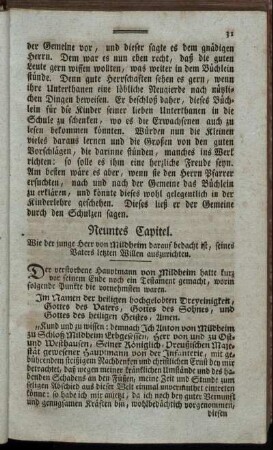 31
der Gemeine vor, und dieser sagte es dem gnädigen
Herrn. Dem war es nun eben recht, daß die guten
Leute gern wissen wollten, was weiter in dem Büchlein
stünde. Denn gute Herrschaften sehen es gern, wenn
ihre Unterthanen eine löbliche Neugierde nach nützli-
chen Dingen beweisen. Er beschloß daher, dieses Büch-
lein für die Kinder seiner lieben Unterthanen in die
Schule zu schenken, wo es die Erwachsenen auch zu
lesen bekommen könnten. Würden nun die Kleinen
vieles daraus lernen und die Großen von den guten
Vorschlägen, die darinne stünden, manches ins Werk
richten: so sollte es ihm eine herzliche Freude seyn.
Am besten wäre es aber, wenn sie den Herrn Pfarrer
ersuchten, nach und nach der Gemeine das Büchlein
zu erklären, und könnte dieses wohl gelegentlich in der
Kinderlehre geschehen. Dieses ließ er der Gemeine
durch den Schulzen sagen.
Neuntes Capitel.
Wie der junge Herr von Mildheim darauf bedacht ist, seines
Vaters letzten Willen auszurichten.
Der verstorbene Hauptmann von Mildheim hatte kurz
vor seinem Ende noch ein Testament gemacht, worin
folgende Punkte die vornehmsten waren.
Im Namen der heiligen hochgelobten Dreyeinigkeit,
Gottes des Vaters, Gottes des Sohnes, und
Gottes des heiligen Geistes, Amen.
„Kund und zu wissen: demnach Ich Anton von Mildheim
zu Schloß Mildheim Erbgesessen, Herr von und zu Ost-
und Westhausen, Seiner Königlich-Preußischen Maje-
stät gewesener Hauptmann von der Infanterie, mit ge-
bührendem stetigem Nachdenken und christlichen Ernst bey mir
betrachtet, daß wegen meiner kränklichen Umstände und des ha-
benden Schadens an den Füßen, meine Zeit und Stunde zum
seligen Abschied aus dieser Welt vielleicht bald einbrechen
könnte: so habe ich mir gesetzt, da ich noch bey guter Vernunft
und genugsamen Kräften bin, wohlbedächtlich vorgenommen,
diesen